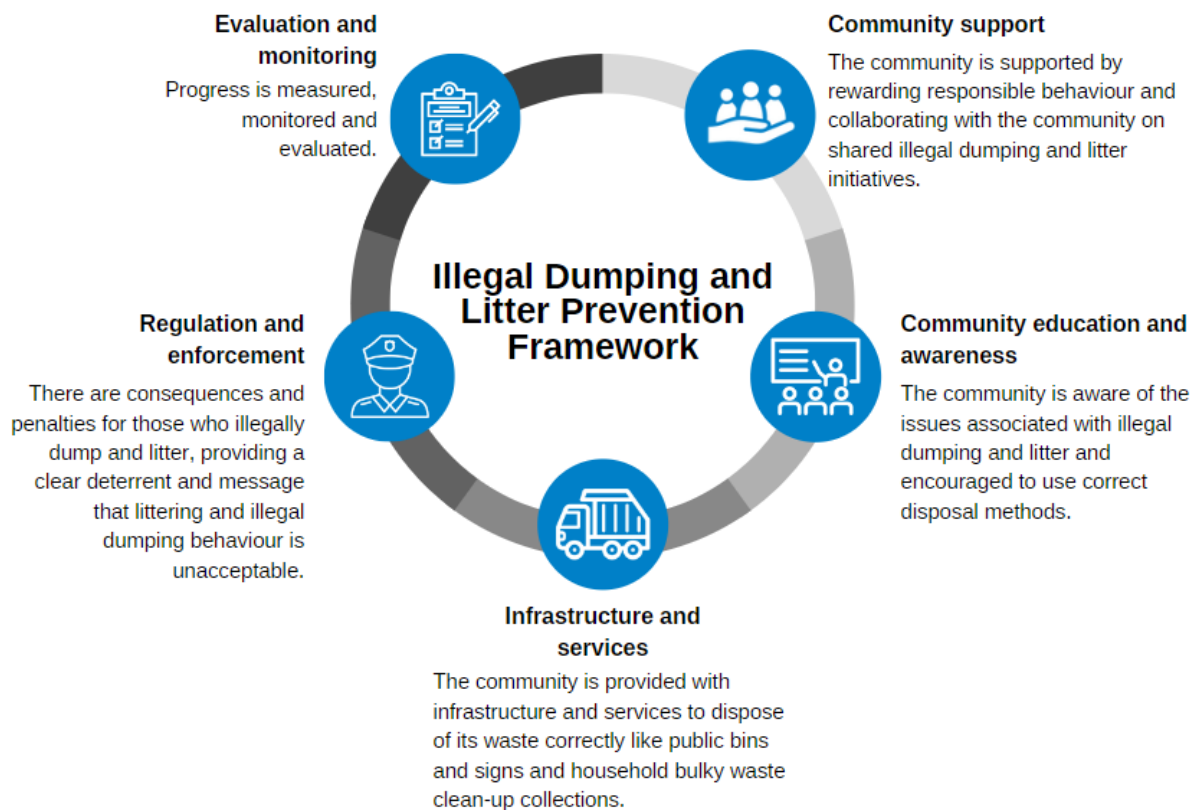 Evaluation and
monitoring
Progress is measured,
monitored and
evaluated.
Community support
The community is supported by
rewarding responsible behaviour and
collaborating with the community on
shared illegal dumping and litter
initiatives.
Illegal Dumping and
Litter Prevention
Framework
Regulation and
enforcement
There are consequences and
penalties for those who illegally
dump and litter, providing a
clear deterrent and message
that littering and illegal
dumping behaviour is
unacceptable.
Community education and
awareness
The community is aware of the
issues associated with illegal
dumping and litter and
encouraged to use correct
disposal methods.
Infrastructure and
services
The community is provided with
infrastructure and services to dispose
of its waste correctly like public bins
and signs and household bulky waste
clean-up collections.